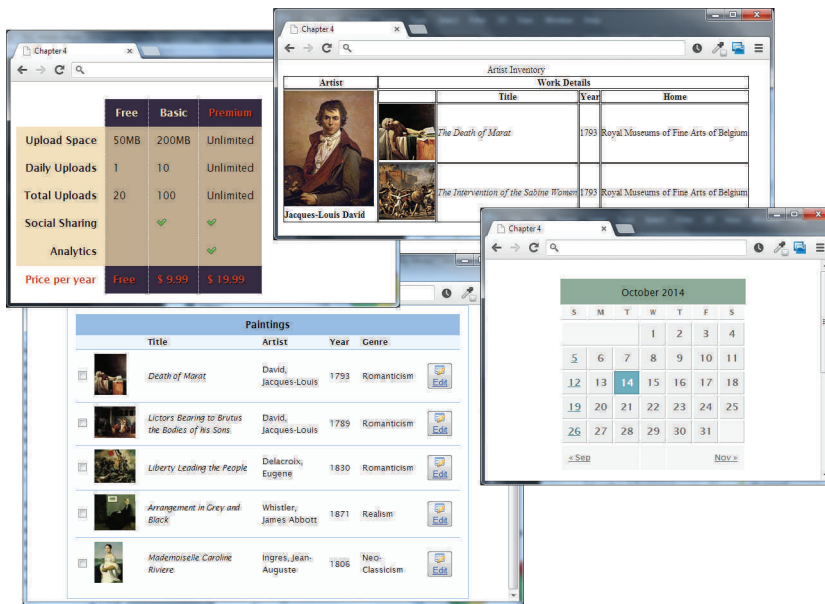 Chapter 4
Free Basic Premium
Upload Space 50MB 200MB Unlimited
Daily Uploads 1 10 Unlimited
Total Uploads 20 100 Unlimited
Social Sharing
Analytics
Price per year Free $ 9.99 $ 19.99
Chapter 4
Artist Inventory
Artist Work Details
Title Year Home
The Death of Marat 1793 Royal Museums of Fine Arts of Belgium
The Intervention of the Sabine Women 1793 Royal Museums of Fine Arts of Belgium
Jacques-Louis David
Chapter 4
October 2014
S M T W T F S
1 2 3 4
5 6 7 8 9 10 11
12 13 14 15 16 17 18
19 20 21 22 23 24 25
26 27 28 29 30 31
« Sep Nov »
Paintings
Title Artist Year Genre
Death of Marat David, Jacques-Louis 1793 Romanticism Edit
Lictors Bearing to Brutus the Bodies of his Sons David, Jacques-Louis 1789 Romanticism Edit
Liberty Leading the People Delacroix, Eugene 1830 Romanticism Edit
Arrangement in Grey and Black Whistler, James Abbott 1871 Realism Edit
Mademoiselle Caroline Riviere Ingres, Jean-Auguste 1806 Neo-Classicism Edit